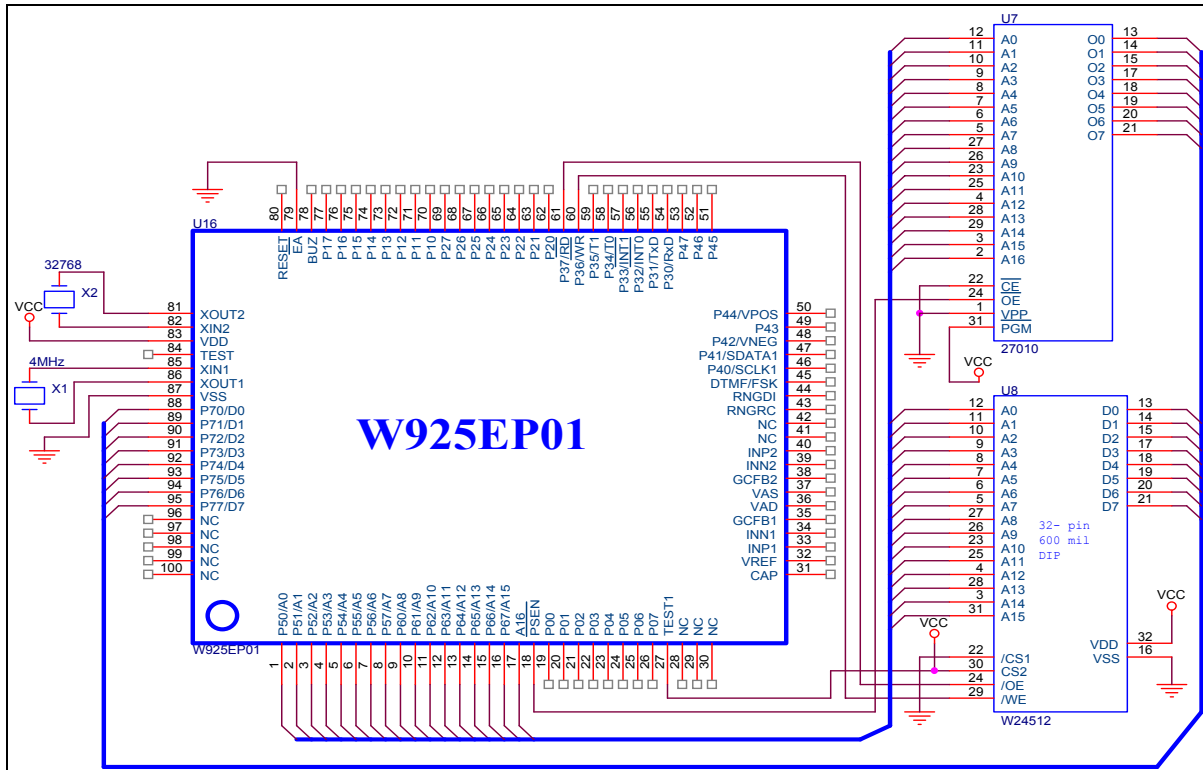 U7
12 A0 O0 13
11 A1 O1 14
10 A2 O2 15
9 A3 O3 17
8 A4 O4 18
7 A5 O5 19
6 A6 O6 20
5 A7 O7 21
27 A8
26 A9
23 A10
25 A11
4 A12
28 A13
29 A14
3 A15
2 A16
22 CE
24 OE
1 VPP
31 PGM
27010
VCC
U16
80 79 78 77 76 75 74 73 72 71 70 69 68 67 66 65 64 63 62 61 60 59 58 57 56 55 54 53 52 51
RESET
EA
BUZ
P17
P16
P15
P14
P13
P12
P11
P10
P27
P26
P25
P24
P23
P22
P21
P20
P37/RD
P36/WR
P35/T1
P34/T0
P33/INT1
P32/INT0
P31/TxD
P30/RxD
P47
P46
P45
32768
X2
VCC
4MHz
X1
81 XOUT2
82 XIN2
83 VDD
84 TEST
85 XIN1
86 XOUT1
87 VSS
88 P70/D0
89 P71/D1
90 P72/D2
91 P73/D3
92 P74/D4
93 P75/D5
94 P76/D6
95 P77/D7
96 NC
97 NC
98 NC
99 NC
100 NC
W925EP01
P44/VPOS 50
P43 49
P42/VNEG 48
P41/SDATA1 47
P40/SCLK1 46
DTMF/FSK 45
RNGDI 44
RNGRC 43
NC 42
NC 41
INP2 40
INN2 39
GCFB2 38
VAS 37
VAD 36
GCFB1 35
INN1 34
INP1 33
VREF 32
CAP 31
P50/A0
P51/A1
P52/A2
P53/A3
P54/A4
P55/A5
P56/A6
P57/A7
P60/A8
P61/A9
P62/A10
P63/A11
P64/A12
P65/A13
P66/A14
P67/A15
A16
PSEN
P00
P01
P02
P03
P04
P05
P06
P07
TEST1
NC
NC
NC
W925EP01
1 2 3 4 5 6 7 8 9 10 11 12 13 14 15 16 17 18 19 20 21 22 23 24 25 26 27 28 29 30
U8
12 A0 D0 13
11 A1 D1 14
10 A2 D2 15
9 A3 D3 17
8 A4 D4 18
7 A5 D5 19
6 A6 D6 20
5 A7 D7 21
27 A8
26 A9
23 A10
25 A11
4 A12
28 A13
3 A14
31 A15
32- pin
600 mil
DIP
VCC
VCC
VDD 32
VSS 16
22 /CS1
30 CS2
24 /OE
29 /WE
W24512